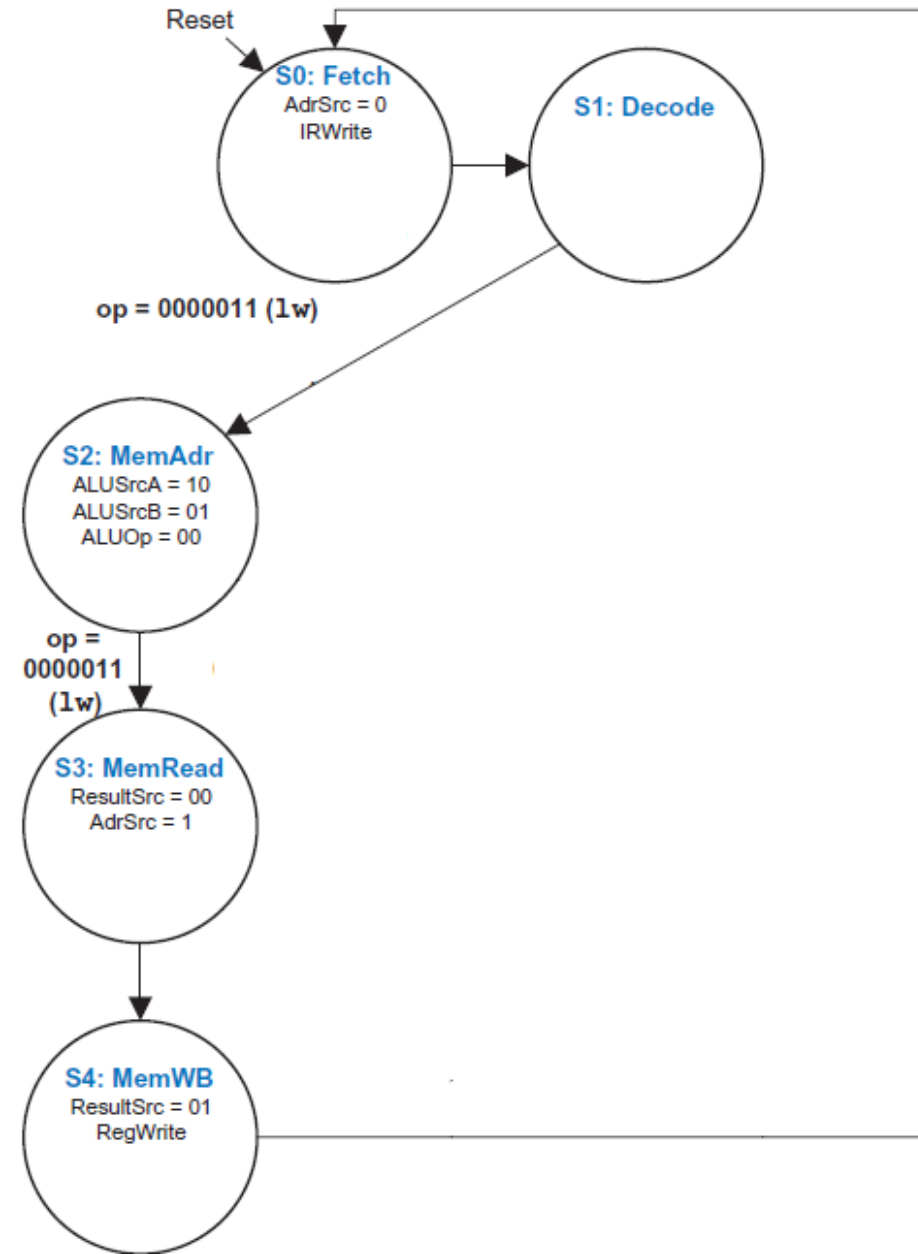 Reset
S0: Fetch
AdrSrc = 0
IRWrite
S1: Decode
op = 0000011 (lw)
S2: MemAdr
ALUSrcA = 10
ALUSrcB = 01
ALUOp = 00
op =
0000011
(lw)
S3: MemRead
ResultSrc = 00
AdrSrc = 1
S4: MemWB
ResultSrc = 01
RegWrite